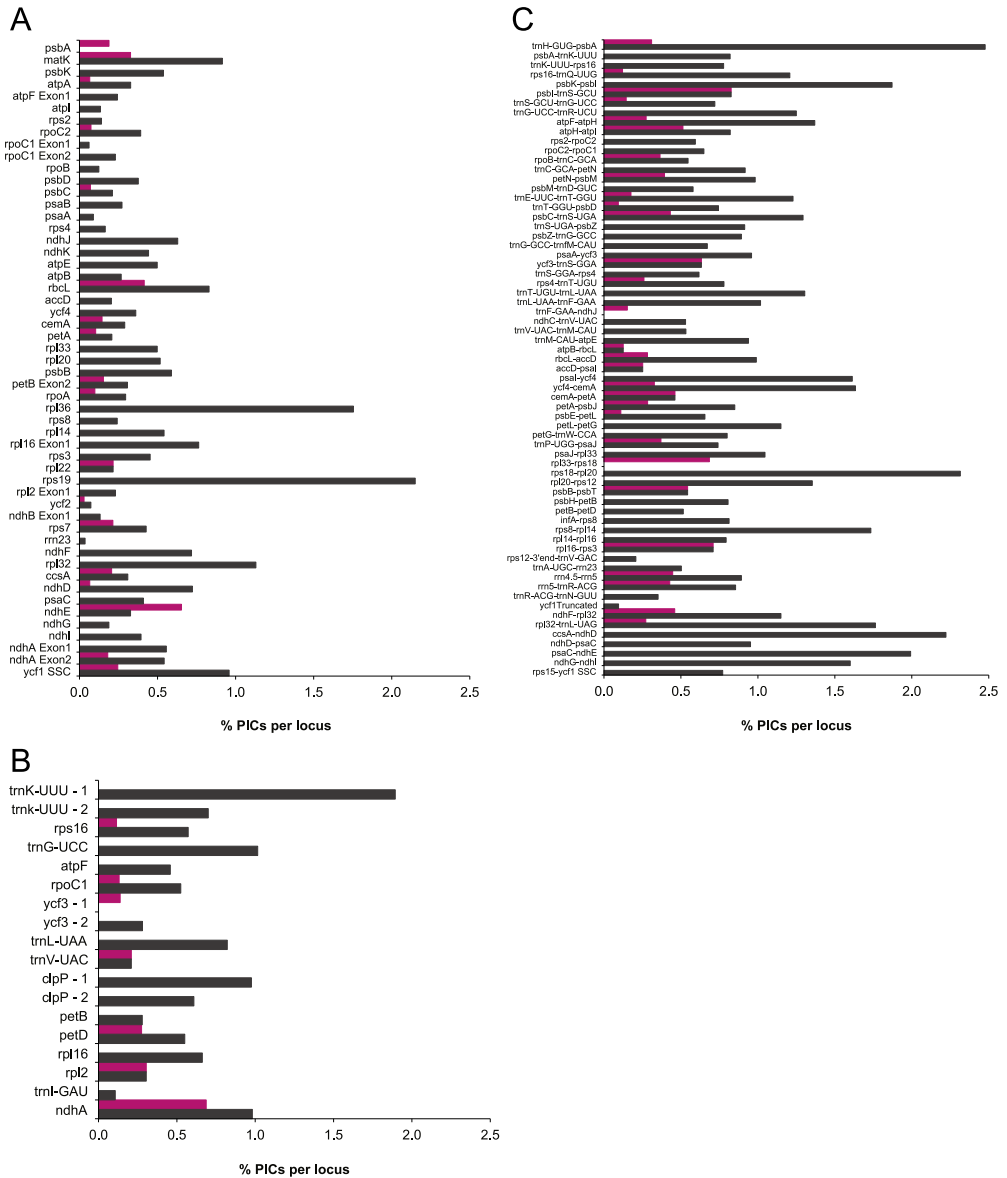 A
psbA
matK
psbK
atpA
atpF Exon1
atpI
rps2
rpoC2
rpoC1 Exon1
rpoC1 Exon2
rpoB
psbD
psbC
psaB
psaA
rps4
ndhJ
ndhK
atpE
atpB
rbcL
accD
ycf4
cemA
petA
rpl33
rpl20
psbB
petB Exon2
rpoA
rpl36
rps8
rpl14
rpl16 Exon1
rps3
rpl22
rps19
rpl2 Exon1
ycf2
ndhB Exon1
rps7
rrn23
ndhF
rpl32
ccsA
ndhD
psaC
ndhE
ndhG
ndhI
ndhA Exon1
ndhA Exon2
ycf1 SSC
0.0 0.5 1.0 1.5 2.0 2.5
% PICs per locus
B
trnK-UUU - 1
trnk-UUU - 2
rps16
trnG-UCC
atpF
rpoC1
ycf3 - 1
ycf3 - 2
trnL-UAA
trnV-UAC
clpP - 1
clpP - 2
petB
petD
rpl16
rpl2
trnI-GAU
ndhA
0.0 0.5 1.0 1.5 2.0 2.5
% PICs per locus
C
trnH-GUG-psbA
psbA-trnK-UUU
trnK-UUU-rps16
rps16-trnQ-UUG
psbK-psbI
psbI-trnS-GCU
trnS-GCU-trnG-UCC
trnG-UCC-trnR-UCU
atpF-atpH
atpH-atpI
rps2-rpoC2
rpoC2-rpoC1
rpoB-trnC-GCA
trnC-GCA-petN
petN-psbM
psbM-trnD-GUC
trnE-UUC-trnT-GGU
trnT-GGU-psbD
psbC-trnS-UGA
trnS-UGA-psbZ
psbZ-trnG-GCC
trnG-GCC-trnfM-CAU
psaA-ycf3
ycf3-trnS-GGA
trnS-GGA-rps4
rps4-trnT-UGU
trnT-UGU-trnL-UAA
trnL-UAA-trnF-GAA
trnF-GAA-ndhJ
ndhC-trnV-UAC
trnV-UAC-trnM-CAU
trnM-CAU-atpE
atpB-rbcL
rbcL-accD
accD-psaI
psaI-ycf4
ycf4-cemA
cemA-petA
petA-psbJ
psbE-petL
petL-petG
petG-trnW-CCA
trnP-UGG-psaJ
psaJ-rpl33
rpl33-rps18
rps18-rpl20
rpl20-rps12
psbB-psbT
psbH-petB
petB-petD
infA-rps8
rps8-rpl14
rpl14-rpl16
rpl16-rps3
rps12-3'end-trnV-GAC
trnA-UGC-rrn23
rrn4.5-rrn5
rrn5-trnR-ACG
trnR-ACG-trnN-GUU
ycf1Truncated
ndhF-rpl32
rpl32-trnL-UAG
ccsA-ndhD
ndhD-psaC
psaC-ndhE
ndhG-ndhI
rps15-ycf1 SSC
0.0 0.5 1.0 1.5 2.0 2.5
% PICs per locus